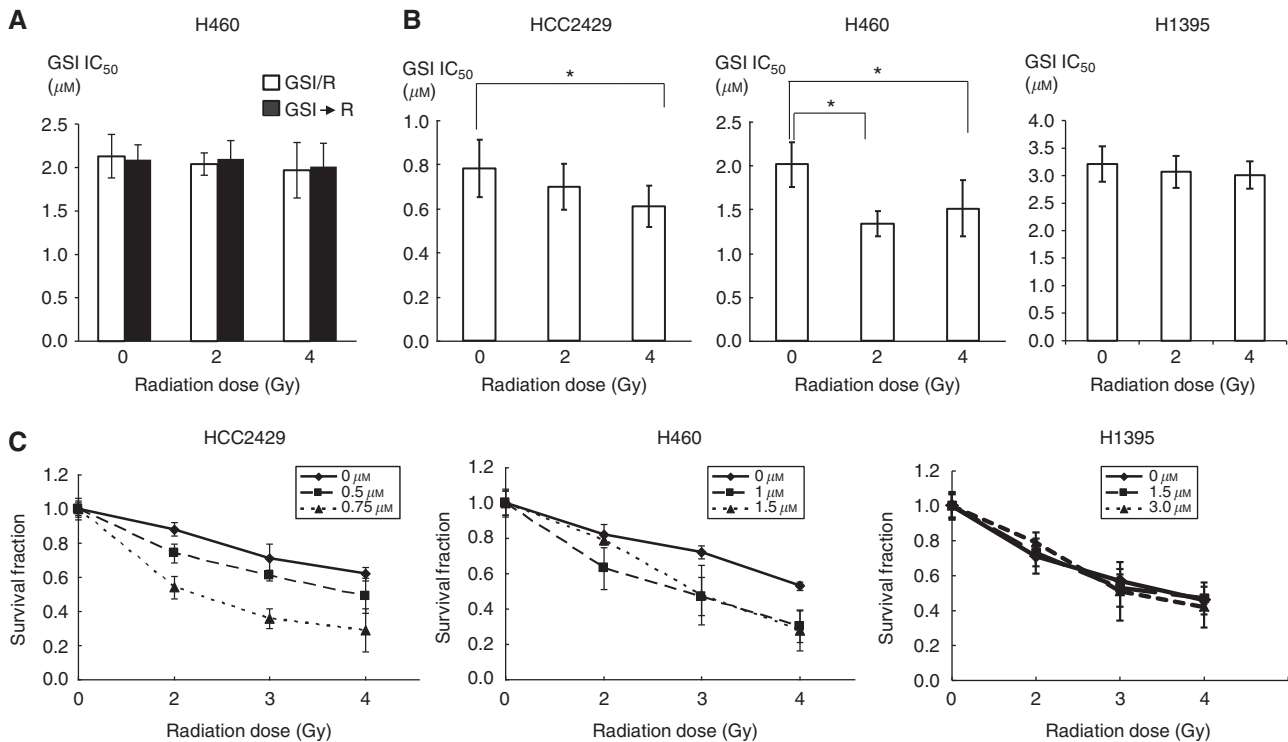 A
H460
GSI IC50
(μM)
GSI/R
GSI → R
2.5
2.0
1.5
1.0
0.5
0.0
0 2 4
Radiation dose (Gy)
B
HCC2429
GSI IC50
(μM)
*
1.0
0.8
0.6
0.4
0.2
0.0
0 2 4
Radiation dose (Gy)
H460
GSI IC50
(μM)
*
*
2.5
2.0
1.5
1.0
0.5
0.0
0 2 4
Radiation dose (Gy)
H1395
GSI IC50
(μM)
4.0
3.5
3.0
2.5
2.0
1.5
1.0
0.5
0.0
0 2 4
Radiation dose (Gy)
C
HCC2429
0 μM
0.5 μM
0.75 μM
Survival fraction
1.2
1.0
0.8
0.6
0.4
0.2
0.0
0 2 3 4
Radiation dose (Gy)
H460
0 μM
1 μM
1.5 μM
Survival fraction
1.2
1.0
0.8
0.6
0.4
0.2
0.0
0 2 3 4
Radiation dose (Gy)
H1395
0 μM
1.5 μM
3.0 μM
Survival fraction
1.2
1.0
0.8
0.6
0.4
0.2
0.0
0 2 3 4
Radiation dose (Gy)